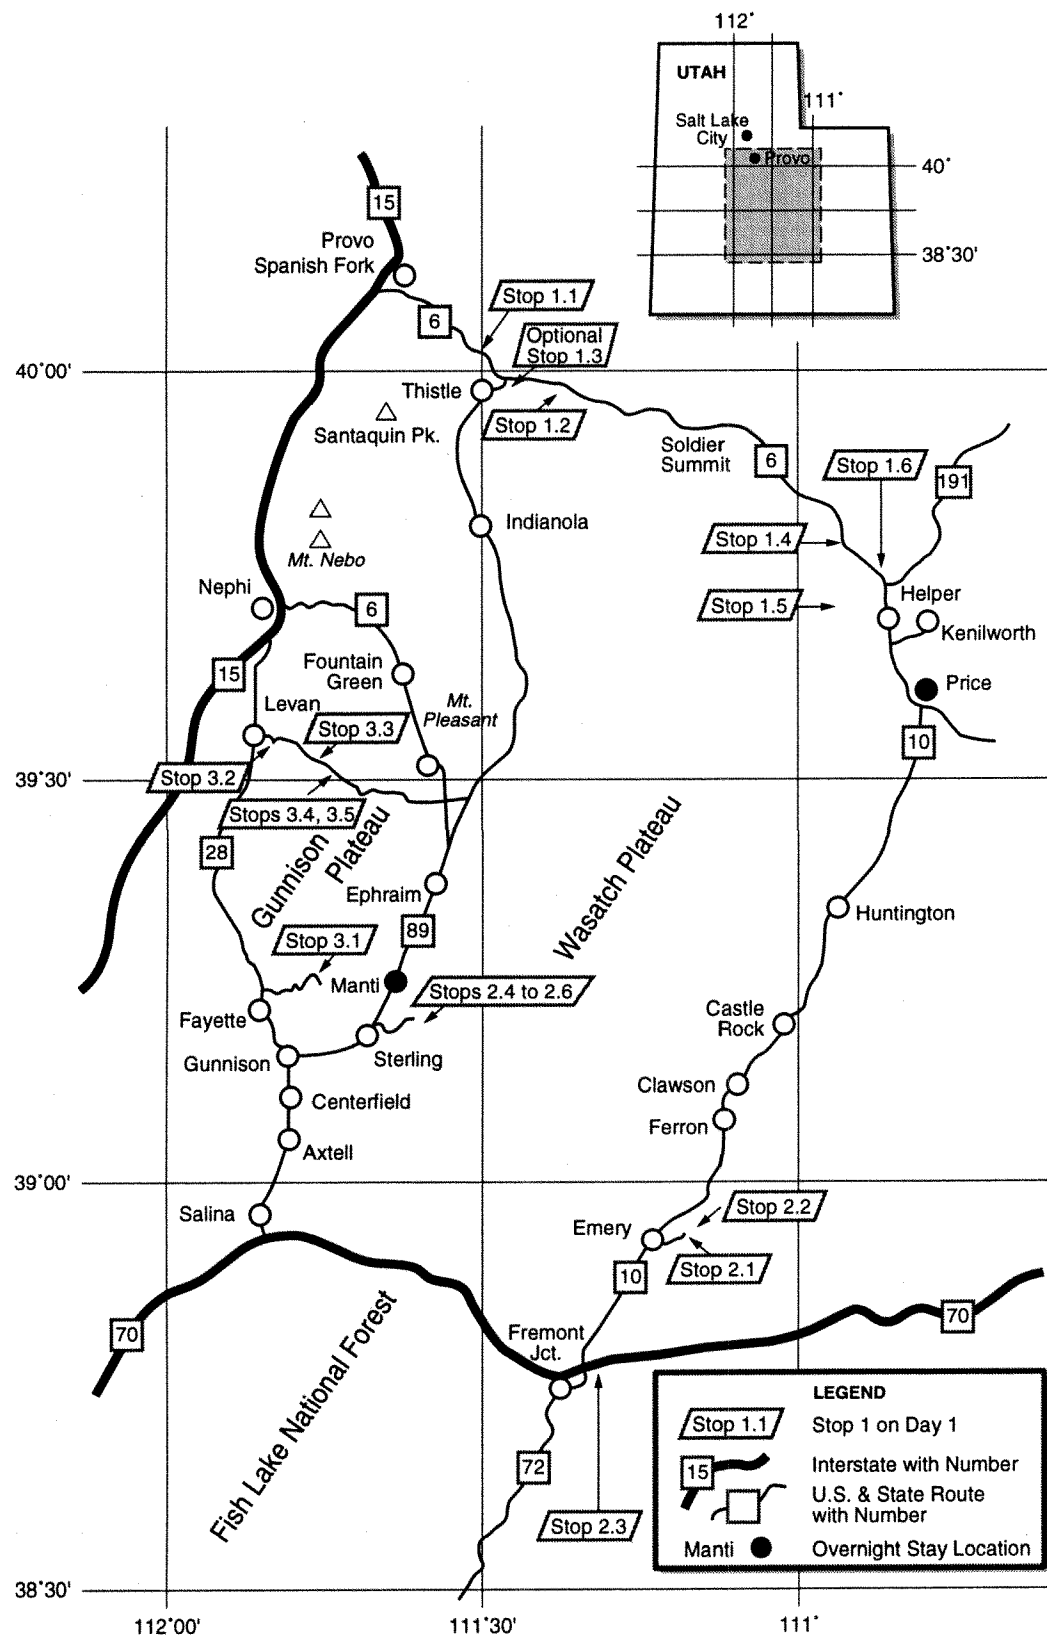 112°
UTAH
111°
Salt Lake
City
Provo
40°
38°30'
15
Provo
Spanish Fork
Stop 1.1
6
Optional
Stop 1.3
40°00'
Thistle
Santaquin Pk.
Stop 1.2
Soldier
Summit
6
Stop 1.6
191
Indianola
Stop 1.4
Mt. Nebo
Nephi
6
Stop 1.5
Helper
Kenilworth
15
Fountain
Green
Price
Levan
Mt.
Pleasant
Stop 3.3
10
Stop 3.2
39°30'
Stops 3.4, 3.5
28
Gunnison
Plateau
Wasatch Plateau
Ephraim
Huntington
89
Stop 3.1
Manti
Stops 2.4 to 2.6
Fayette
Castle
Rock
Gunnison
Sterling
Clawson
Centerfield
Ferron
Axtell
39°00'
Salina
Stop 2.2
Emery
Stop 2.1
10
70
70
Fremont
Jct.
Fish Lake National Forest
LEGEND
Stop 1.1
Stop 1 on Day 1
72
15
Interstate with Number
U.S. & State Route
with Number
Stop 2.3
Manti
Overnight Stay Location
38°30'
112°00'
111°30'
111°